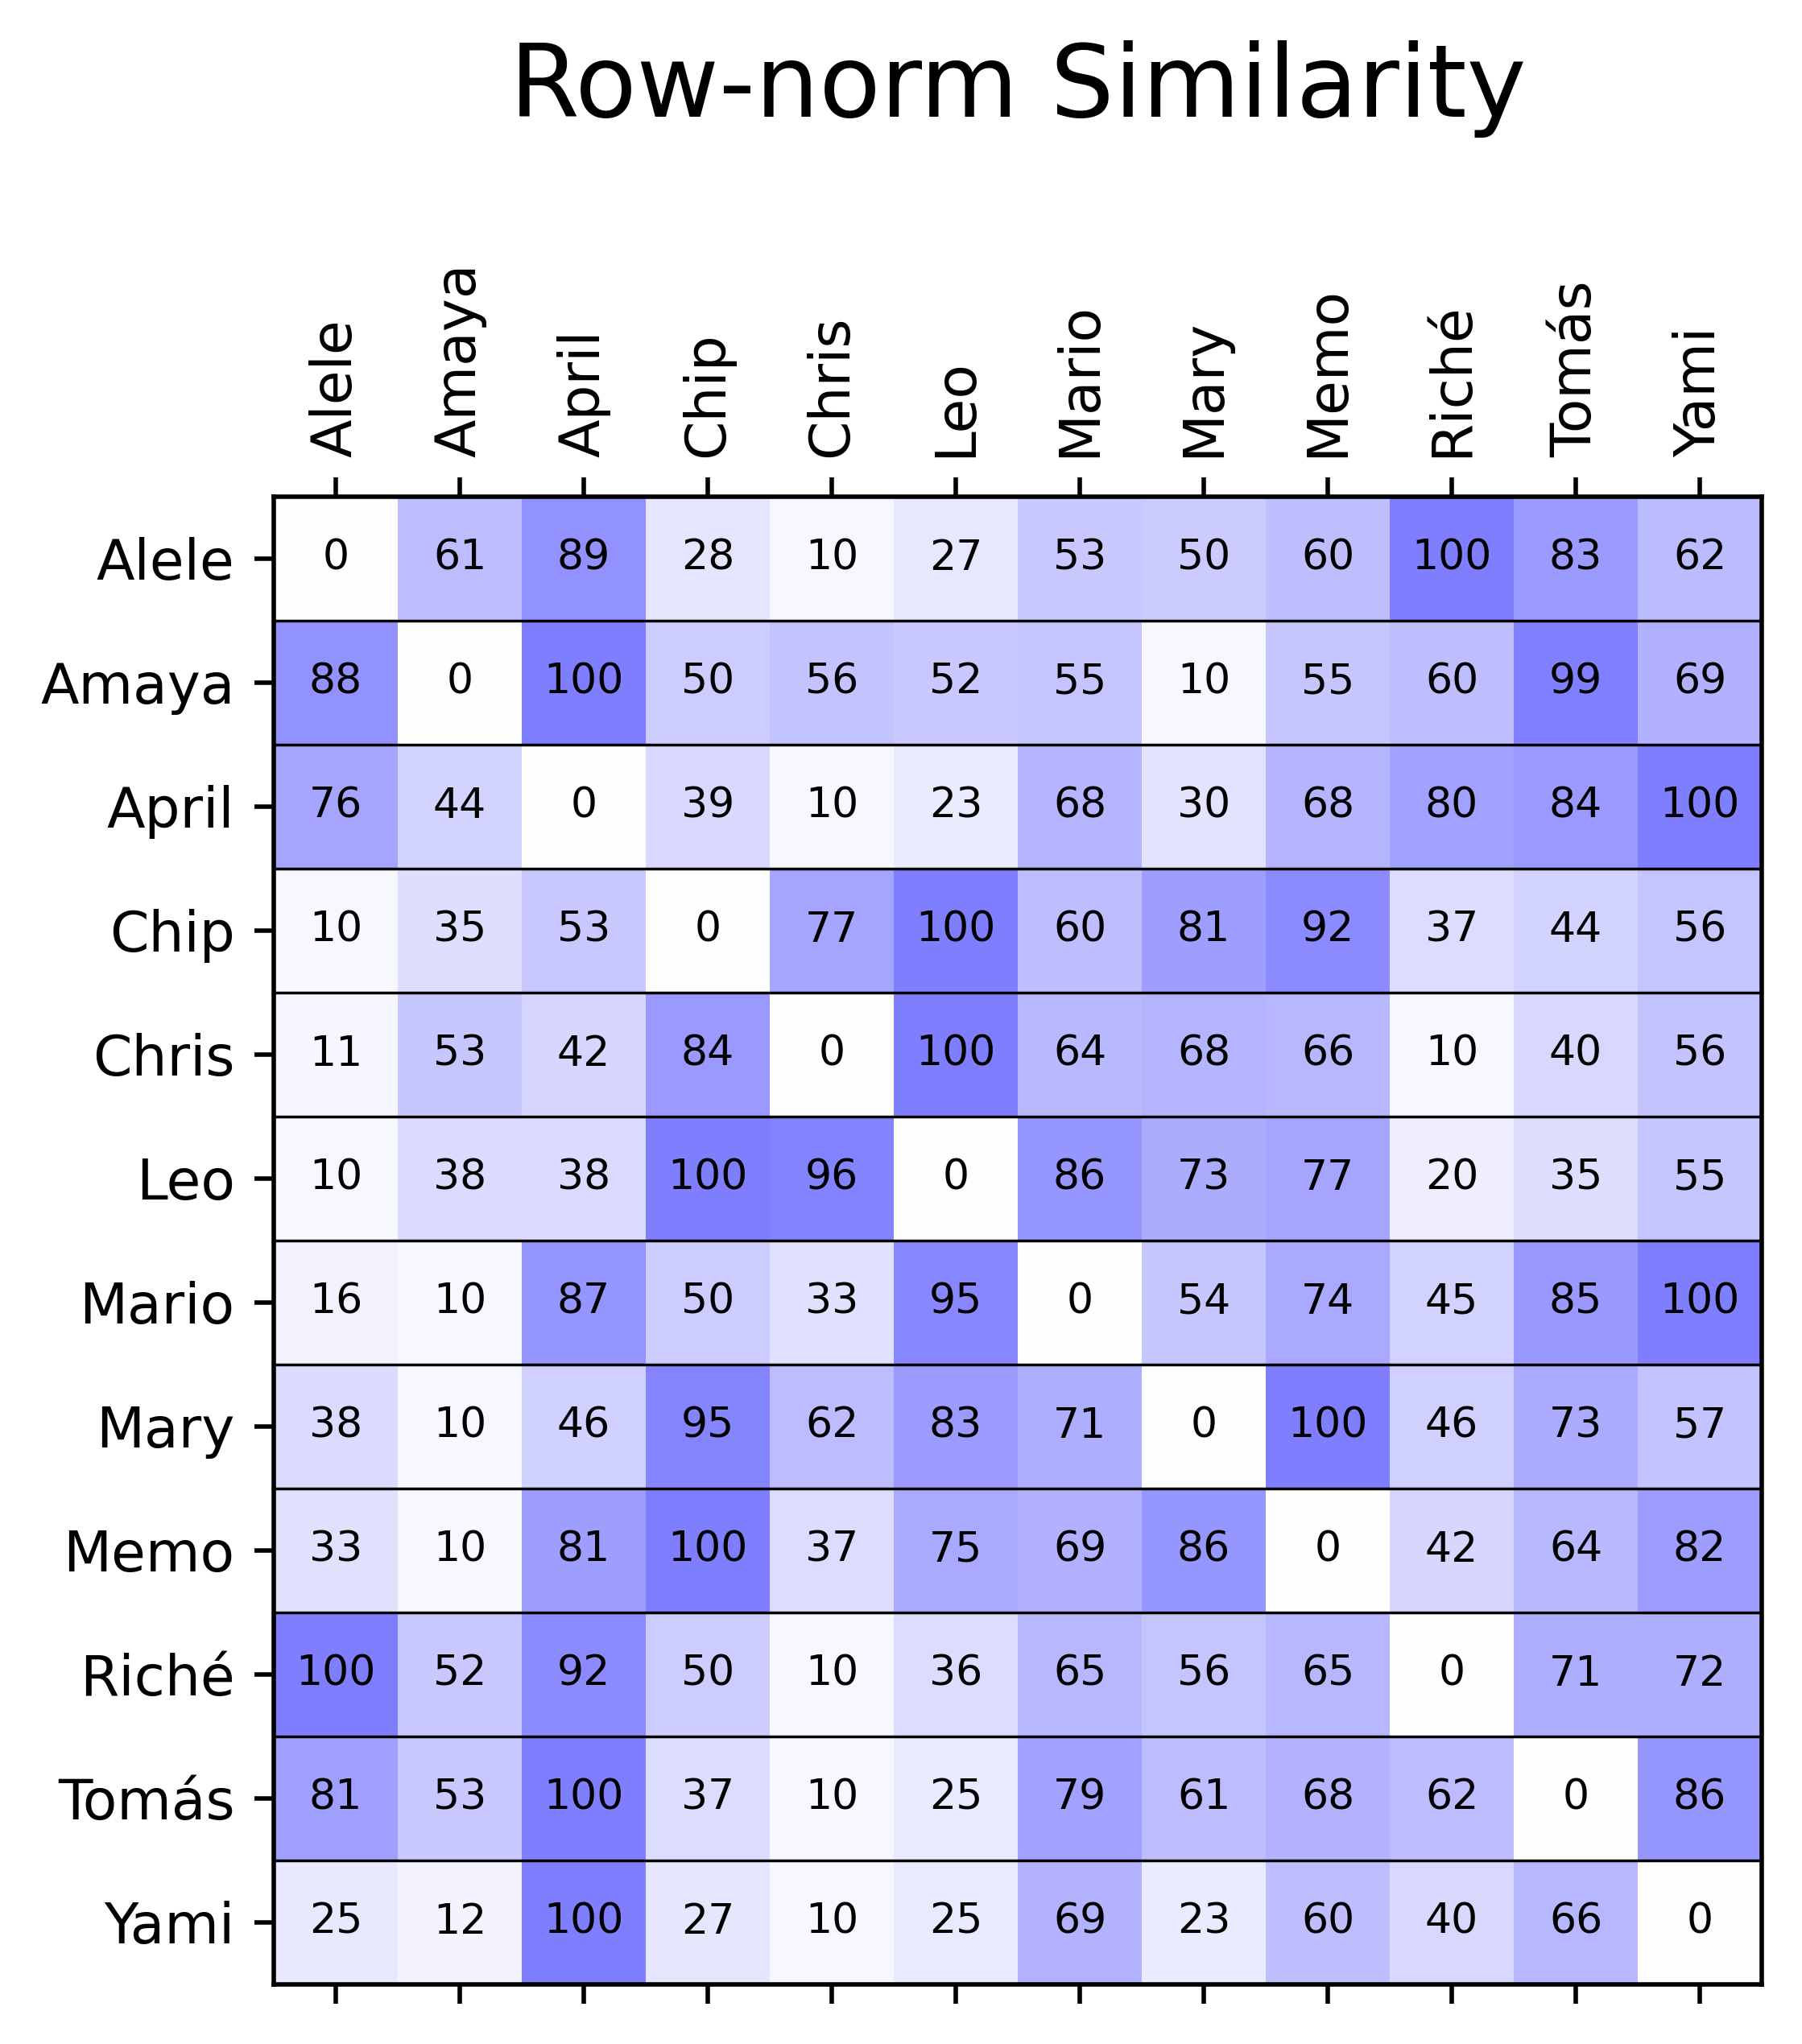 Row-norm Similarity
Alele Amaya April Chip Chris Leo Mario Mary Memo Riché Tomás Yami
Alele 0 61 89 28 10 27 53 50 60 100 83 62
Amaya 88 0 100 50 56 52 55 10 55 60 99 69
April 76 44 0 39 10 23 68 30 68 80 84 100
Chip 10 35 53 0 77 100 60 81 92 37 44 56
Chris 11 53 42 84 0 100 64 68 66 10 40 56
Leo 10 38 38 100 96 0 86 73 77 20 35 55
Mario 16 10 87 50 33 95 0 54 74 45 85 100
Mary 38 10 46 95 62 83 71 0 100 46 73 57
Memo 33 10 81 100 37 75 69 86 0 42 64 82
Riché 100 52 92 50 10 36 65 56 65 0 71 72
Tomás 81 53 100 37 10 25 79 61 68 62 0 86
Yami 25 12 100 27 10 25 69 23 60 40 66 0